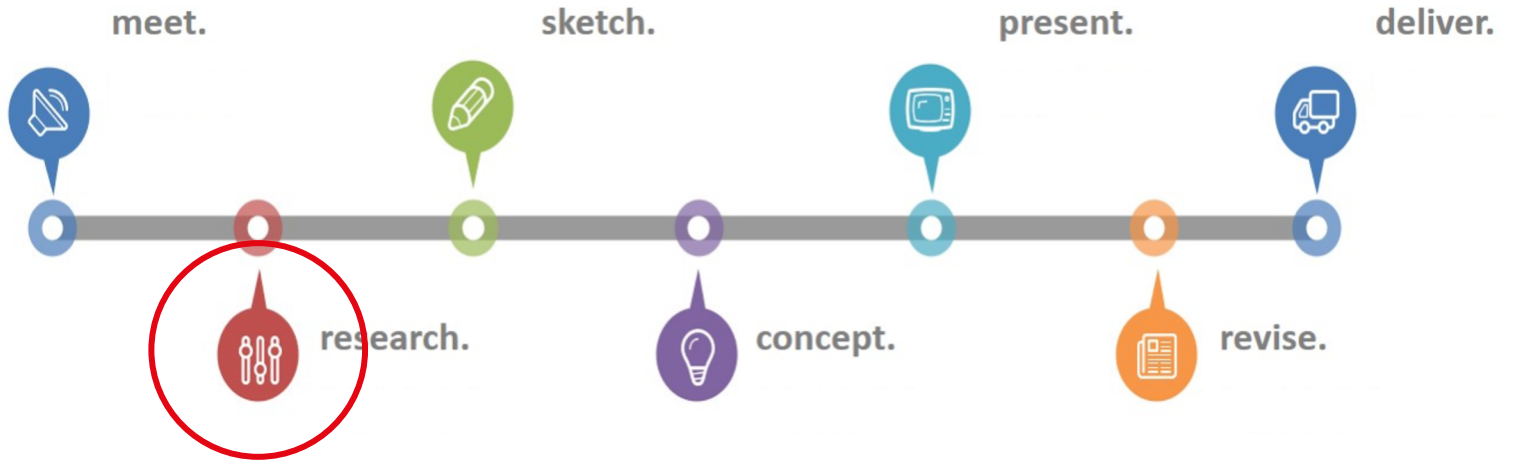 meet.
sketch.
present.
deliver.
research.
concept.
revise.